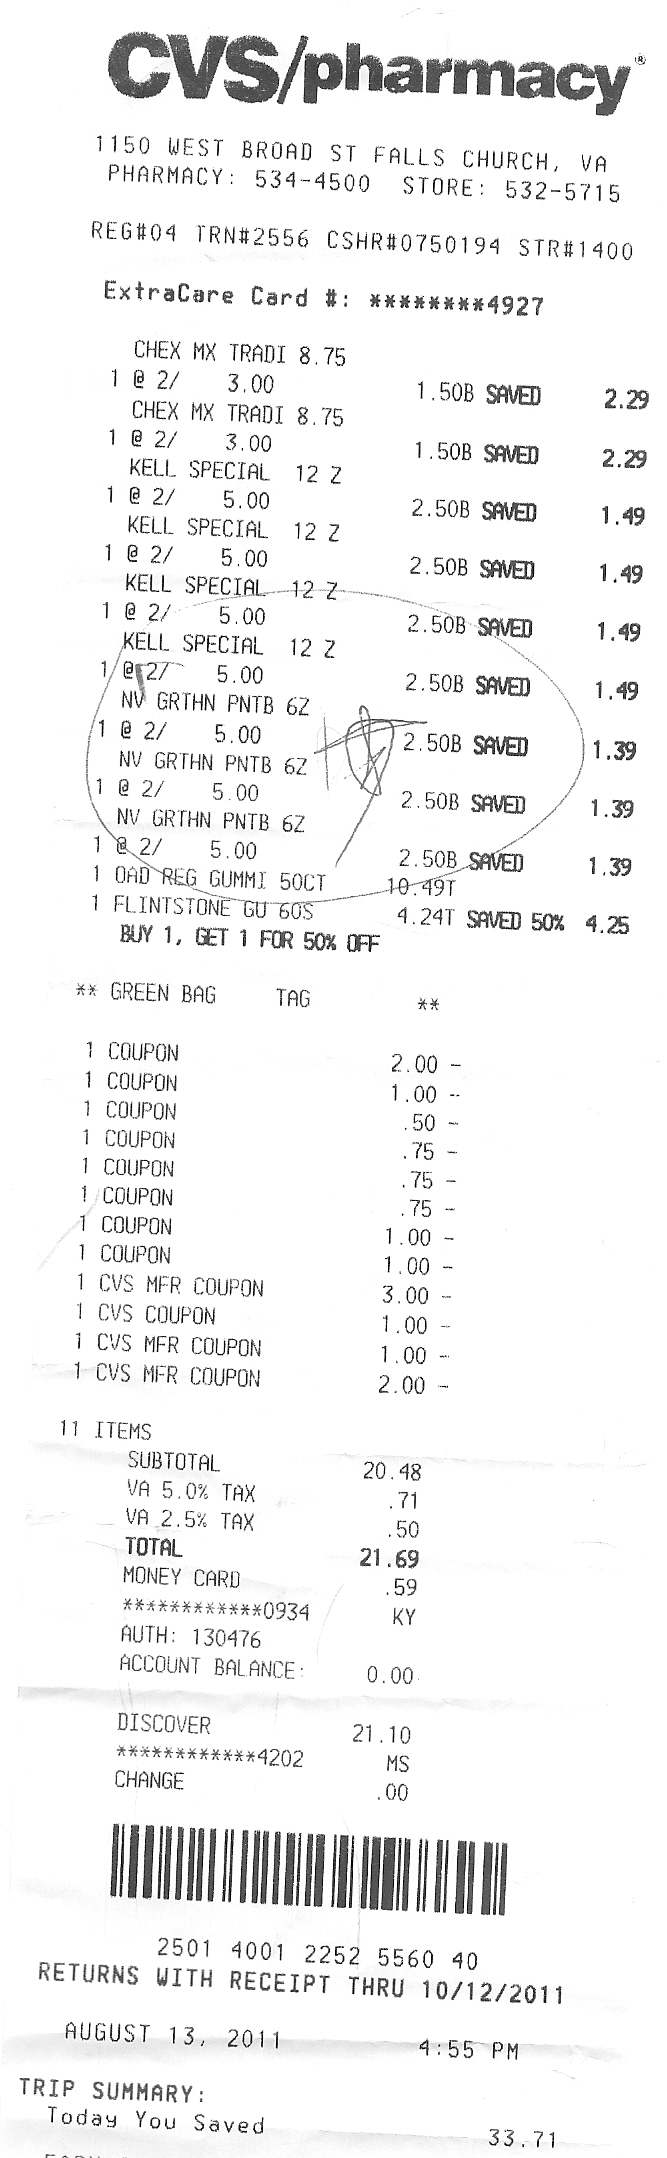 CVS/pharmacy®
1150 WEST BROAD ST FALLS CHURCH, VA
PHARMACY: 534-4500 STORE: 532-5715
REG#04 TRN#2556 CSHR#0750194 STR#1400
ExtraCare Card #: ********4927
CHEX MX TRADI 8.75
1 @ 2/ 3.00 1.50B SAVED 2.29
CHEX MX TRADI 8.75
1 @ 2/ 3.00 1.50B SAVED 2.29
KELL SPECIAL 12 Z
1 @ 2/ 5.00 2.50B SAVED 1.49
KELL SPECIAL 12 Z
1 @ 2/ 5.00 2.50B SAVED 1.49
KELL SPECIAL 12 Z
1 @ 2/ 5.00 2.50B SAVED 1.49
KELL SPECIAL 12 Z
1 @ 2/ 5.00 2.50B SAVED 1.49
NV GRTHN PNTB 6Z
1 @ 2/ 5.00 2.50B SAVED 1.39
NV GRTHN PNTB 6Z
1 @ 2/ 5.00 2.50B SAVED 1.39
NV GRTHN PNTB 6Z
1 @ 2/ 5.00 2.50B SAVED 1.39
1 OAD REG GUMMI 50CT 10.49T
1 FLINTSTONE GU 60S 4.24T SAVED 50% 4.25
BUY 1, GET 1 FOR 50% OFF
** GREEN BAG TAG **
1 COUPON 2.00 -
1 COUPON 1.00 -
1 COUPON .50 -
1 COUPON .75 -
1 COUPON .75 -
1 COUPON .75 -
1 COUPON 1.00 -
1 COUPON 1.00 -
1 CVS MFR COUPON 3.00 -
1 CVS COUPON 1.00 -
1 CVS MFR COUPON 1.00 -
1 CVS MFR COUPON 2.00 -
11 ITEMS
SUBTOTAL 20.48
VA 5.0% TAX .71
VA 2.5% TAX .50
TOTAL 21.69
MONEY CARD .59
************0934 KY
AUTH: 130476
ACCOUNT BALANCE: 0.00
DISCOVER 21.10
************4202 MS
CHANGE .00
2501 4001 2252 5560 40
RETURNS WITH RECEIPT THRU 10/12/2011
AUGUST 13, 2011 4:55 PM
TRIP SUMMARY:
Today You Saved 33.71